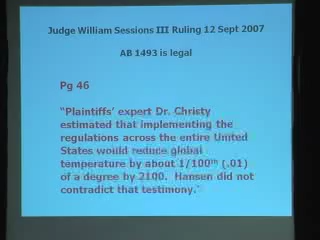 Judge William Sessions III Ruling 12 Sept 2007
AB 1493 is legal
Pg 46
"Plaintiffs' expert Dr. Christy
estimated that implementing the
regulations across the entire United
States would reduce global
temperature by about 1/100th (.01)
of a degree by 2100. Hansen did not
contradict that testimony."